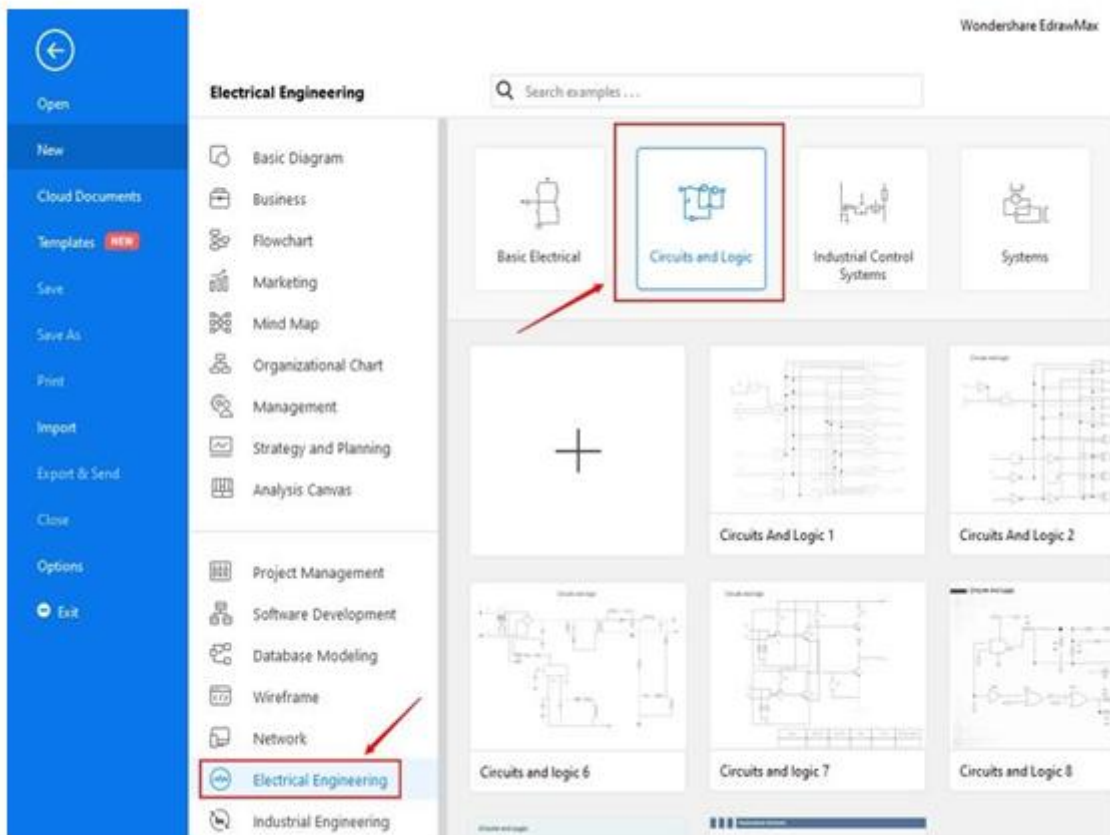 Wondershare EdrawMax
Open
New
Cloud Documents
Templates NEW
Save
Save As
Print
Import
Export & Send
Close
Options
Exit
Electrical Engineering
Search examples ...
Basic Diagram
Business
Flowchart
Marketing
Mind Map
Organizational Chart
Management
Strategy and Planning
Analysis Canvas
Project Management
Software Development
Database Modeling
Wireframe
Network
Electrical Engineering
Industrial Engineering
Basic Electrical
Circuits and Logic
Industrial Control
Systems
Systems
Circuits And Logic 1
Circuits And Logic 2
Circuits and logic 6
Circuits and logic 7
Circuits and Logic 8